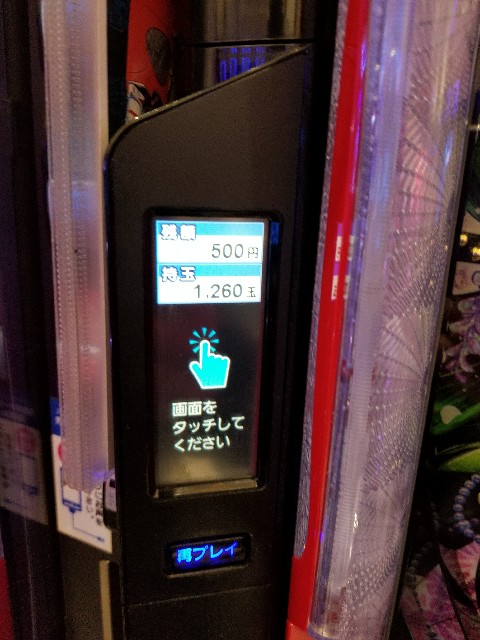 残額
500円
持玉
1,260玉
画面を
タッチして
ください
再プレイ